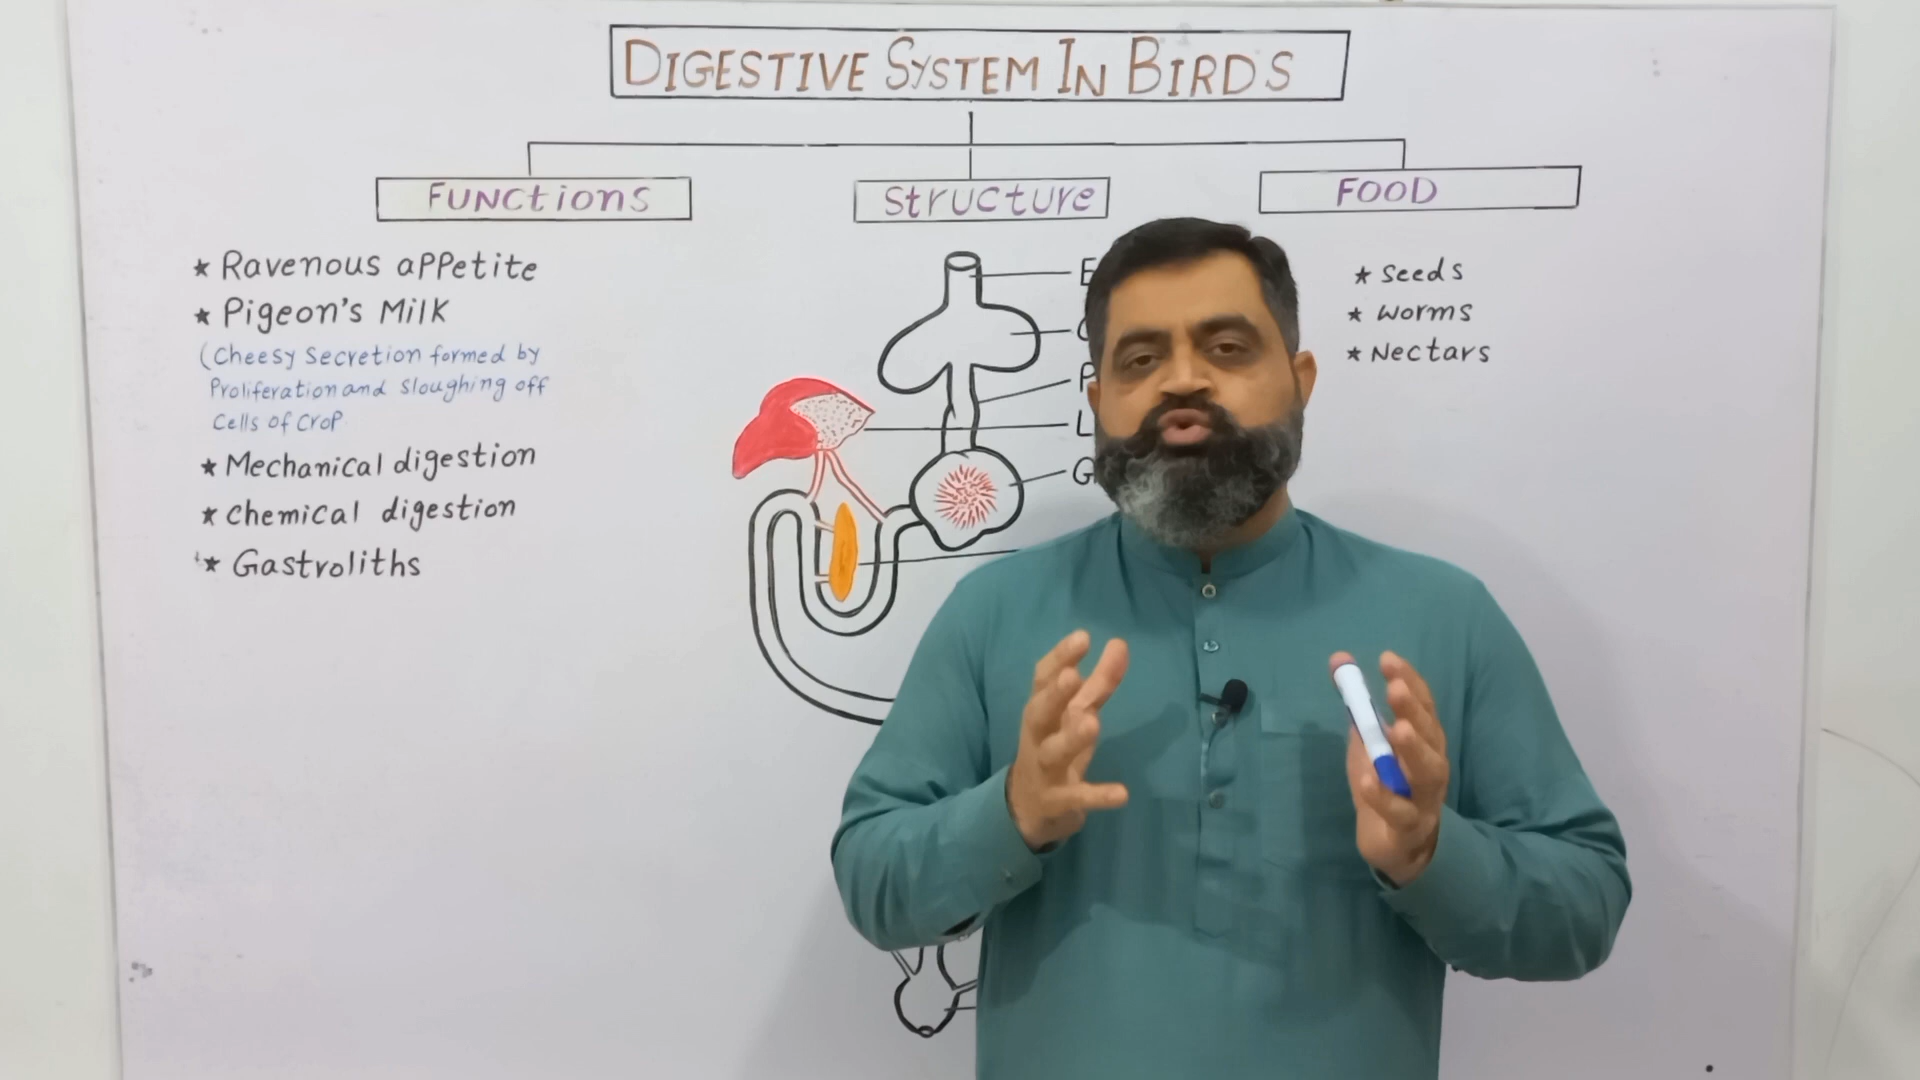 DIGESTIVE SYSTEM IN BIRDS
FUNCtionS
StRUCtURe
FOOD
★ Ravenous aPPetite
★ Pigeon's Milk
(Cheesy Secretion formed by
Proliferation and Sloughing off
Cells of CroP
★ Mechanical digestion
★ Chemical digestion
★ Gastroliths
E
P
L
G
★ Seeds
★ Worms
★ Nectars